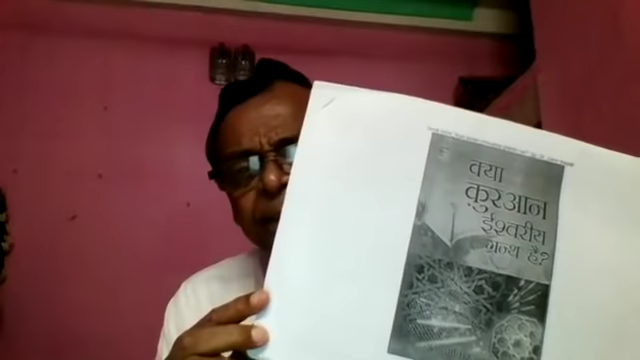 क्या
क़ुरआन
ईश्वरीय
ग्रन्थ है?